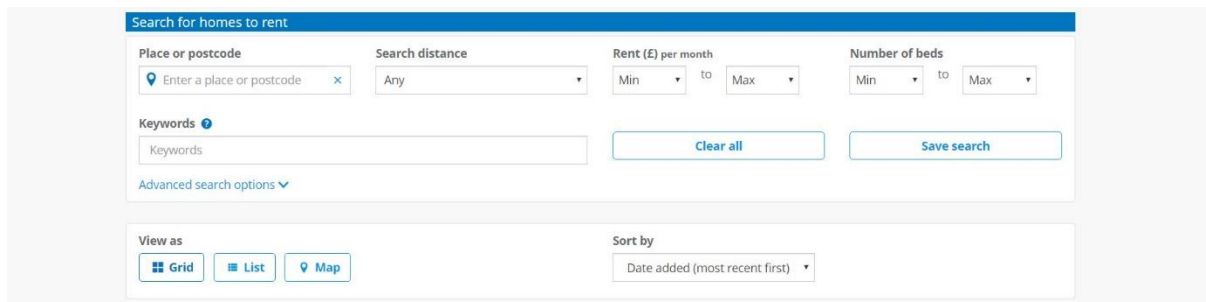 Search for homes to rent
Place or postcode
Search distance
Rent (£) per month
Number of beds
Enter a place or postcode ×
Any
Min to Max
Min to Max
Keywords ?
Keywords
Clear all
Save search
Advanced search options
View as
Sort by
Grid
List
Map
Date added (most recent first)